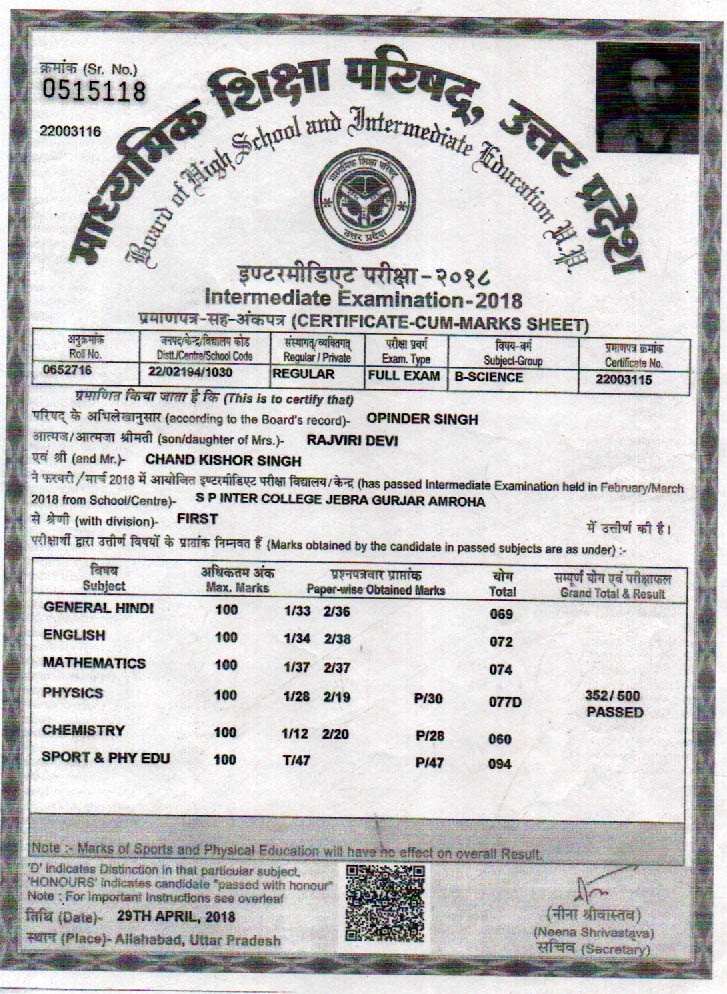 क्रमांक (Sr. No.)
0515118
22003116
माध्यमिक शिक्षा परिषद्, उत्तर प्रदेश
Board of High School and Intermediate Education U.P.
माध्यमिक शिक्षा परिषद
उत्तर प्रदेश
इण्टरमीडिएट परीक्षा-२०१८
Intermediate Examination-2018
प्रमाणपत्र-सह-अंकपत्र (CERTIFICATE-CUM-MARKS SHEET)
अनुक्रमांक जनपद/केन्द्र/विद्यालय कोड संस्थागत/व्यक्तिगत परीक्षा प्रवर्ग विषय-वर्ग प्रमाणपत्र क्रमांक
Roll No. Distt./Centre/School Code Regular / Private Exam. Type Subject-Group Certificate No.
0652716 22/02194/1030 REGULAR FULL EXAM B-SCIENCE 22003115
प्रमाणित किया जाता है कि (This is to certify that)
परिषद् के अभिलेखानुसार (according to the Board's record)- OPINDER SINGH
आत्मज/आत्मजा श्रीमती (son/daughter of Mrs.)- RAJVIRI DEVI
एवं श्री (and Mr.)- CHAND KISHOR SINGH
ने फरवरी/मार्च 2018 में आयोजित इण्टरमीडिएट परीक्षा विद्यालय/केन्द्र (has passed Intermediate Examination held in February/March
2018 from School/Centre)- S P INTER COLLEGE JEBRA GURJAR AMROHA
से श्रेणी (with division)- FIRST में उत्तीर्ण की है।
परीक्षार्थी द्वारा उत्तीर्ण विषयों के प्राप्तांक निम्नवत हैं (Marks obtained by the candidate in passed subjects are as under) :-
विषय अधिकतम अंक प्रश्नपत्रवार प्राप्तांक योग सम्पूर्ण योग एवं परीक्षाफल
Subject Max. Marks Paper-wise Obtained Marks Total Grand Total & Result
GENERAL HINDI 100 1/33 2/36 069
ENGLISH 100 1/34 2/38 072
MATHEMATICS 100 1/37 2/37 074
PHYSICS 100 1/28 2/19 P/30 077D 352/500
PASSED
CHEMISTRY 100 1/12 2/20 P/28 060
SPORT & PHY EDU 100 T/47 P/47 094
Note :- Marks of Sports and Physical Education will have no effect on overall Result.
'D' Indicates Distinction in that particular subject,
'HONOURS' indicates candidate "passed with honour"
Note : For Important Instructions see overleaf
तिथि (Date)- 29TH APRIL, 2018
स्थान (Place)- Allahabad, Uttar Pradesh
(नीना श्रीवास्तव)
(Neena Shrivastava)
सचिव (Secretary)